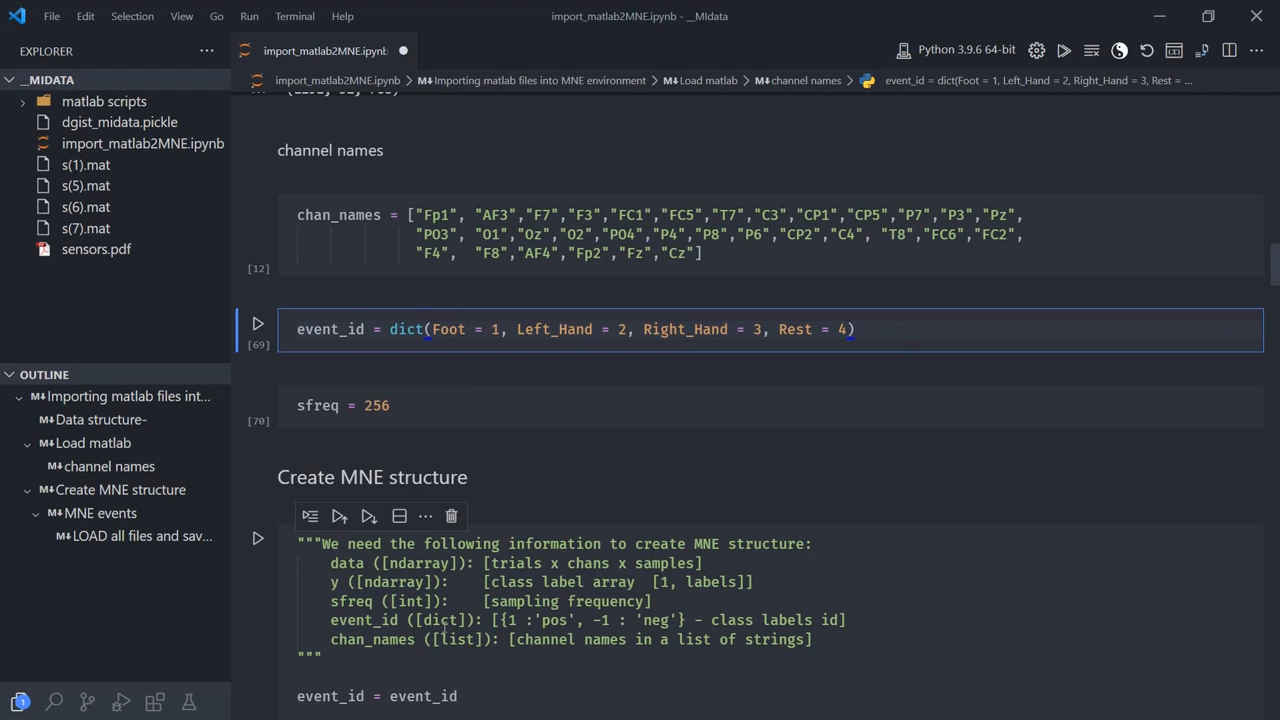 File Edit Selection View Go Run Terminal Help
import_matlab2MNE.ipynb - __MIdata
EXPLORER
__MIDATA
matlab scripts
dgist_midata.pickle
import_matlab2MNE.ipynb
s(1).mat
s(5).mat
s(6).mat
s(7).mat
sensors.pdf
OUTLINE
M↓Importing matlab files int...
M↓Data structure-
M↓Load matlab
M↓channel names
M↓Create MNE structure
M↓MNE events
M↓LOAD all files and sav...
1
import_matlab2MNE.ipynb
Python 3.9.6 64-bit
import_matlab2MNE.ipynb > M↓Importing matlab files into MNE environment > M↓Load matlab > M↓channel names > event_id = dict(Foot = 1, Left_Hand = 2, Right_Hand = 3, Rest = ...
channel names
chan_names = ["Fp1", "AF3","F7","F3","FC1","FC5","T7","C3","CP1","CP5","P7","P3","Pz",
"PO3", "O1","Oz","O2","PO4","P4","P8","P6","CP2","C4", "T8","FC6","FC2",
"F4", "F8","AF4","Fp2","Fz","Cz"]
[12]
event_id = dict(Foot = 1, Left_Hand = 2, Right_Hand = 3, Rest = 4)
[69]
sfreq = 256
[70]
Create MNE structure
"""We need the following information to create MNE structure:
data ([ndarray]): [trials x chans x samples]
y ([ndarray]): [class label array [1, labels]]
sfreq ([int]): [sampling frequency]
event_id ([dict]): [{1 :'pos', -1 : 'neg'} - class labels id]
chan_names ([list]): [channel names in a list of strings]
"""
event_id = event_id